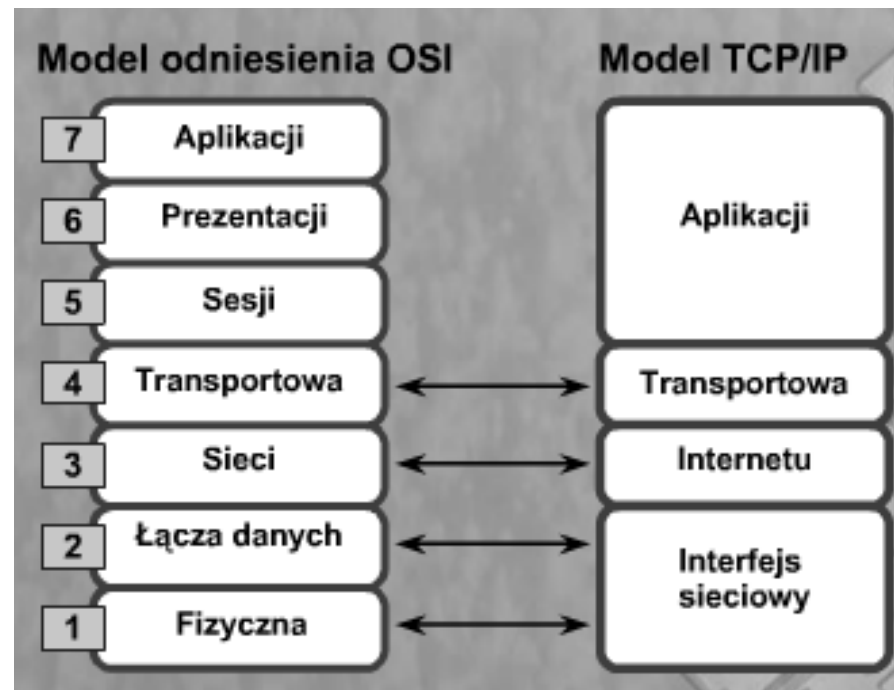 Model odniesienia OSI
Model TCP/IP
7 Aplikacji
6 Prezentacji
5 Sesji
4 Transportowa
3 Sieci
2 Łącza danych
1 Fizyczna
Aplikacji
Transportowa
Internetu
Interfejs
sieciowy